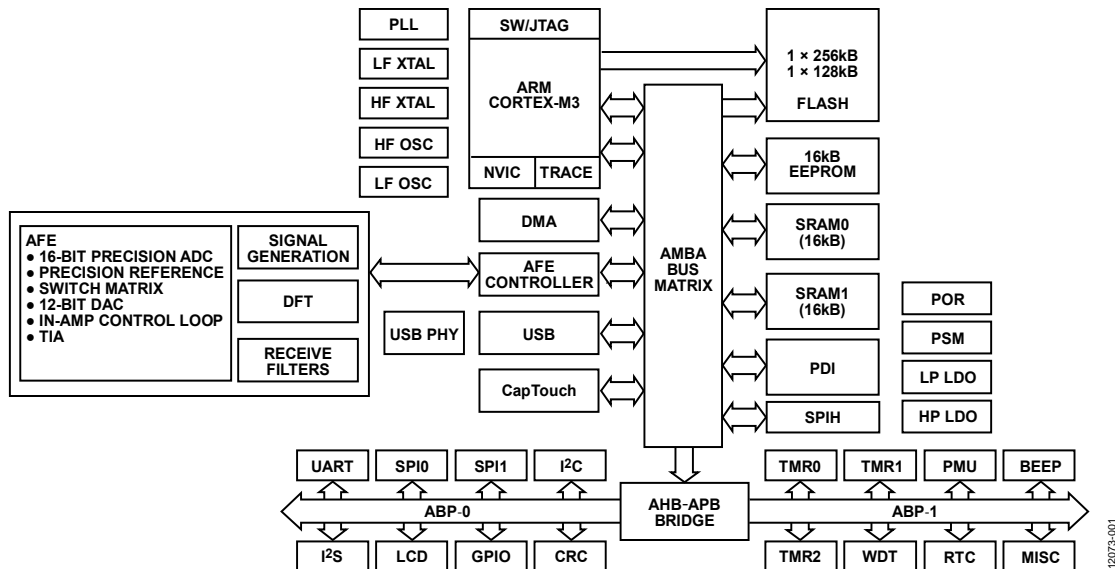 PLL
LF XTAL
HF XTAL
HF OSC
LF OSC
SW/JTAG
ARM
CORTEX-M3
NVIC
TRACE
1 × 256kB
1 × 128kB
FLASH
16kB
EEPROM
SRAM0
(16kB)
SRAM1
(16kB)
PDI
SPIH
AMBA
BUS
MATRIX
DMA
AFE
CONTROLLER
USB
CapTouch
USB PHY
AFE
● 16-BIT PRECISION ADC
● PRECISION REFERENCE
● SWITCH MATRIX
● 12-BIT DAC
● IN-AMP CONTROL LOOP
● TIA
SIGNAL
GENERATION
DFT
RECEIVE
FILTERS
POR
PSM
LP LDO
HP LDO
UART
SPI0
SPI1
I2C
TMR0
TMR1
PMU
BEEP
ABP-0
AHB-APB
BRIDGE
ABP-1
I2S
LCD
GPIO
CRC
TMR2
WDT
RTC
MISC
12073-001